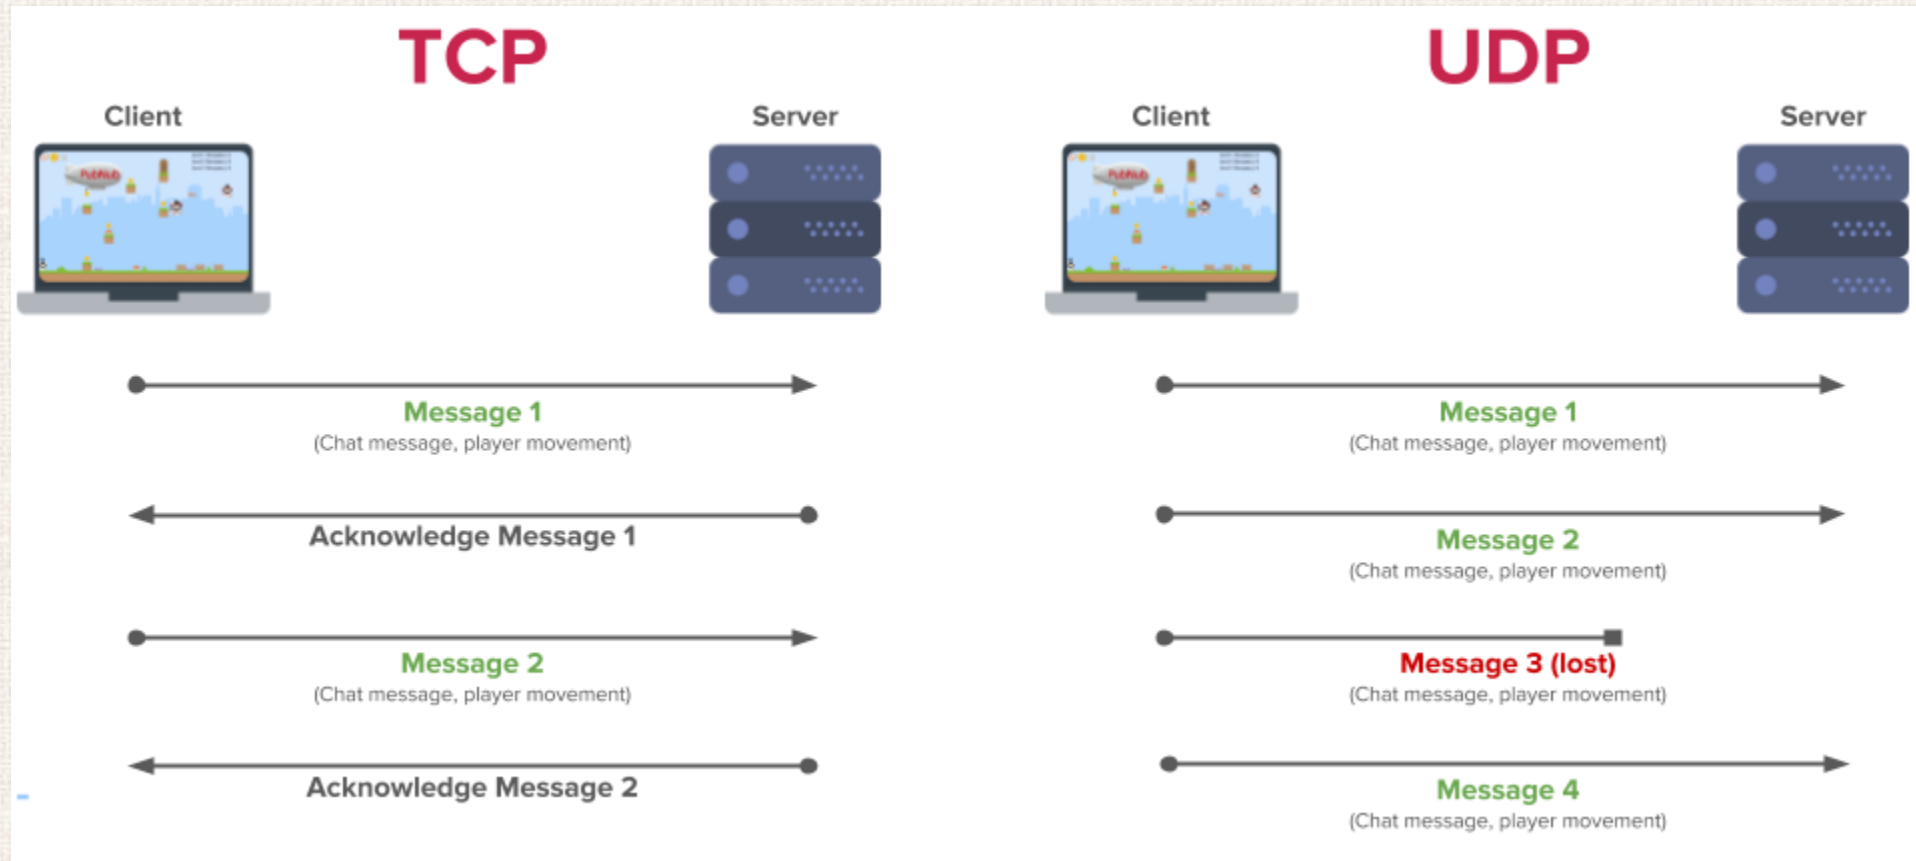 TCP
Client
Server
PubNub
Message 1
(Chat message, player movement)
Acknowledge Message 1
Message 2
(Chat message, player movement)
Acknowledge Message 2
UDP
Client
Server
PubNub
Message 1
(Chat message, player movement)
Message 2
(Chat message, player movement)
Message 3 (lost)
(Chat message, player movement)
Message 4
(Chat message, player movement)